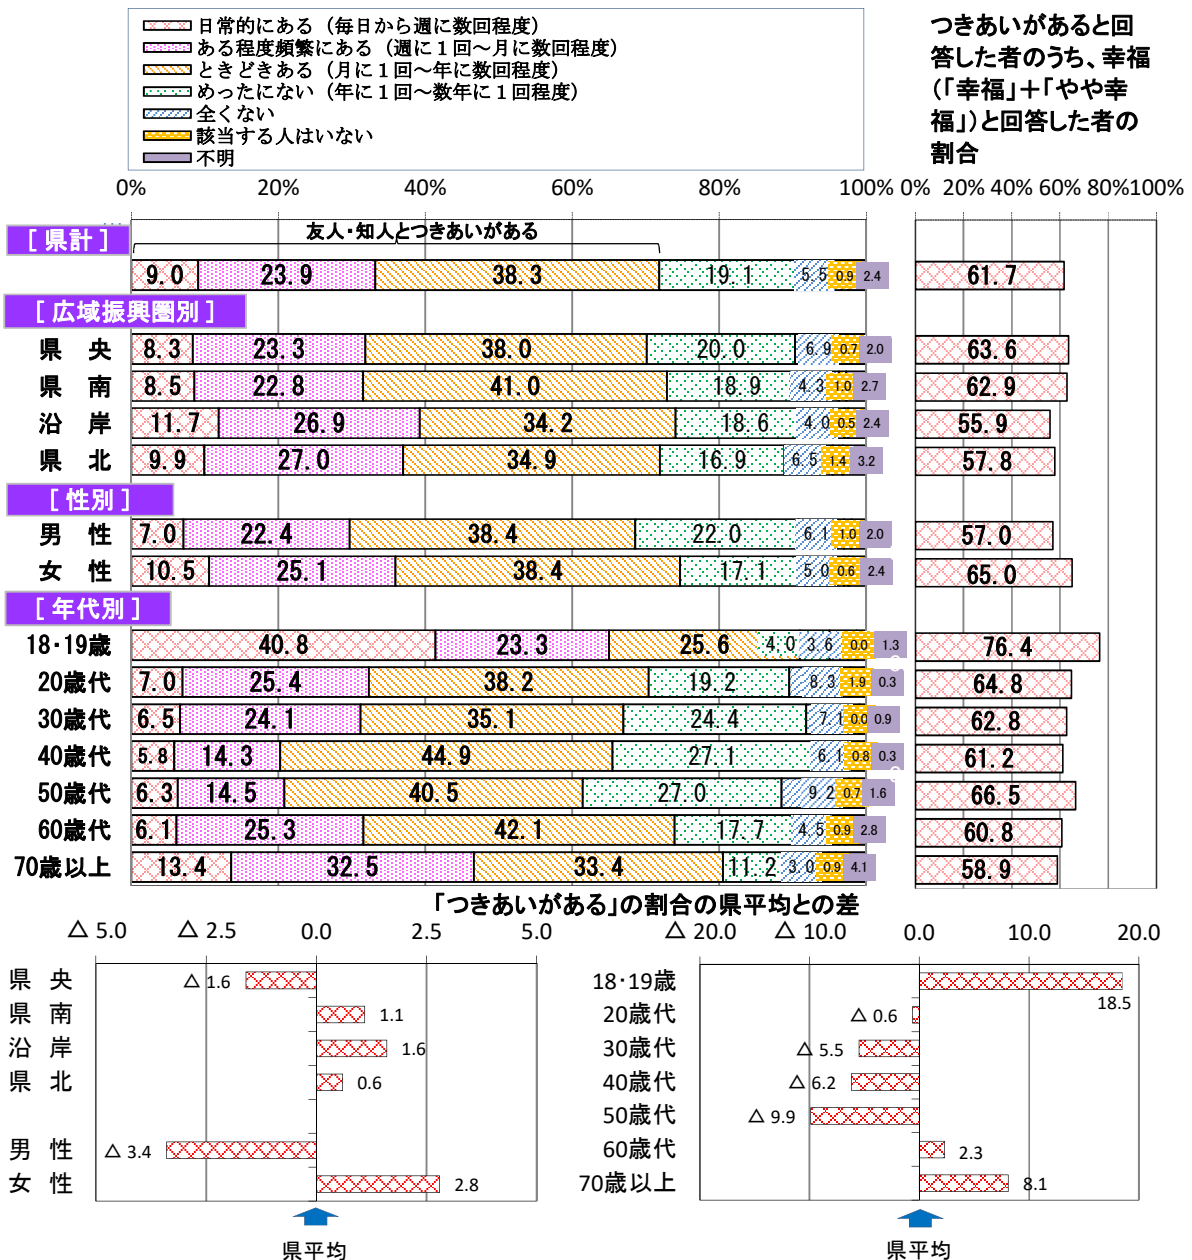 日常的にある（毎日から週に数回程度）
ある程度頻繁にある（週に１回～月に数回程度）
ときどきある（月に１回～年に数回程度）
めったにない（年に１回～数年に１回程度）
全くない
該当する人はいない
不明
つきあいがあると回
答した者のうち、幸福
（｢幸福｣＋｢やや幸
福｣）と回答した者の
割合
0% 20% 40% 60% 80% 100% 0% 20% 40% 60% 80% 100%
友人・知人とつきあいがある
［ 県計 ］
9.0 23.9 38.3 19.1 5.5 0.9 2.4 61.7
［ 広域振興圏別 ］
県 央 8.3 23.3 38.0 20.0 6.9 0.7 2.0 63.6
県 南 8.5 22.8 41.0 18.9 4.3 1.0 2.7 62.9
沿 岸 11.7 26.9 34.2 18.6 4.0 0.5 2.4 55.9
県 北 9.9 27.0 34.9 16.9 6.5 1.4 3.2 57.8
［ 性別 ］
男 性 7.0 22.4 38.4 22.0 6.1 1.0 2.0 57.0
女 性 10.5 25.1 38.4 17.1 5.0 0.6 2.4 65.0
［ 年代別 ］
18･19歳 40.8 23.3 25.6 4.0 3.6 0.0 1.3 76.4
20歳代 7.0 25.4 38.2 19.2 8.3 1.9 0.3 64.8
30歳代 6.5 24.1 35.1 24.4 7.1 0.0 0.9 62.8
40歳代 5.8 14.3 44.9 27.1 6.1 0.8 0.3 61.2
50歳代 6.3 14.5 40.5 27.0 9.2 0.7 1.6 66.5
60歳代 6.1 25.3 42.1 17.7 4.5 0.9 2.8 60.8
70歳以上 13.4 32.5 33.4 11.2 3.0 0.9 4.1 58.9
｢つきあいがある｣の割合の県平均との差
△ 5.0 △ 2.5 0.0 2.5 5.0
県 央 △ 1.6
県 南 1.1
沿 岸 1.6
県 北 0.6
男 性 △ 3.4
女 性 2.8
県平均
△ 20.0 △ 10.0 0.0 10.0 20.0
18･19歳 18.5
20歳代 △ 0.6
30歳代 △ 5.5
40歳代 △ 6.2
50歳代 △ 9.9
60歳代 2.3
70歳以上 8.1
県平均